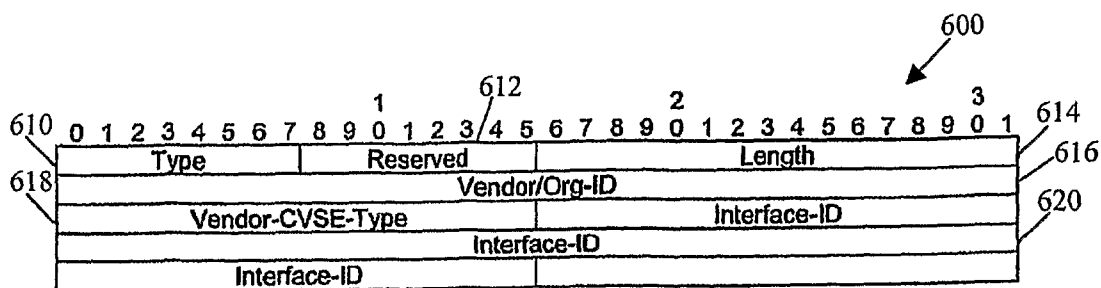 600
612
1 2 3
610 0 1 2 3 4 5 6 7 8 9 0 1 2 3 4 5 6 7 8 9 0 1 2 3 4 5 6 7 8 9 0 1 614
Type Reserved Length
616
Vendor/Org-ID
618
Vendor-CVSE-Type Interface-ID
620
Interface-ID
Interface-ID